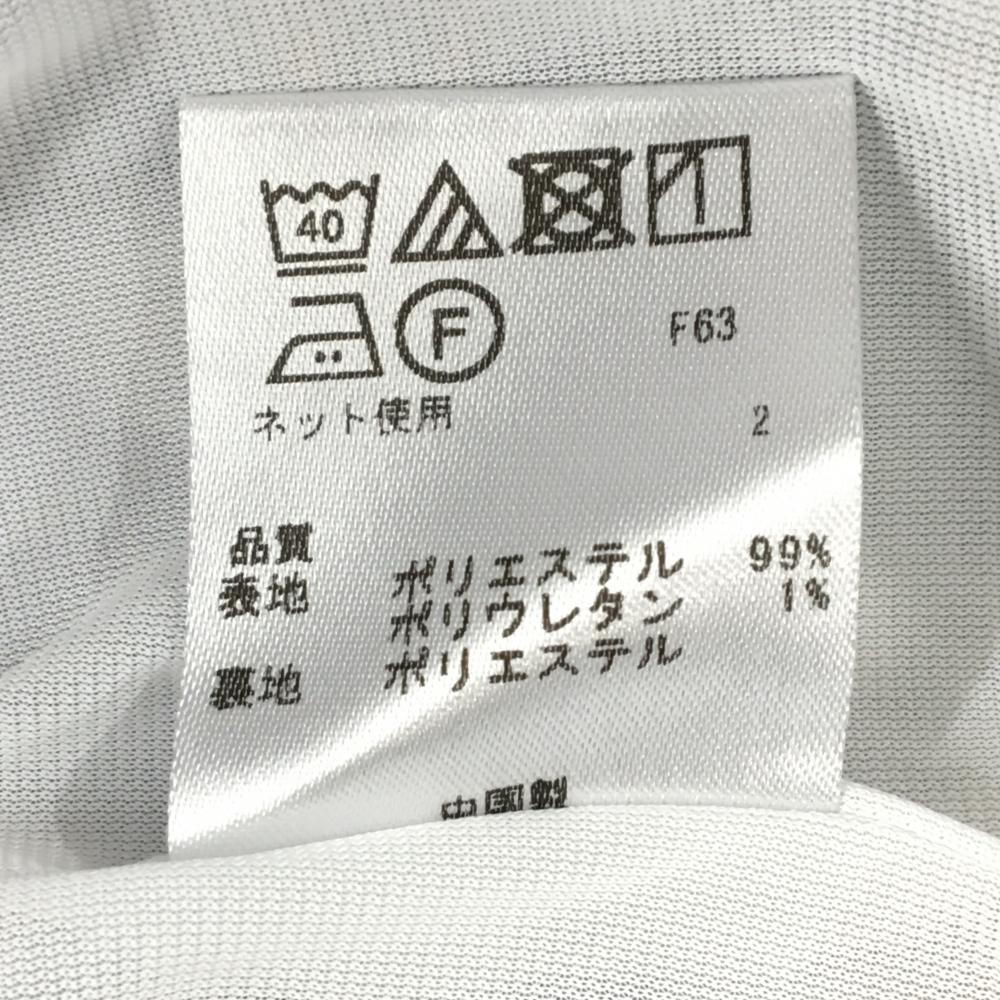 40
F F63
ネット使用 2
品質
表地 ポリエステル 99%
ポリウレタン 1%
裏地 ポリエステル
中国製